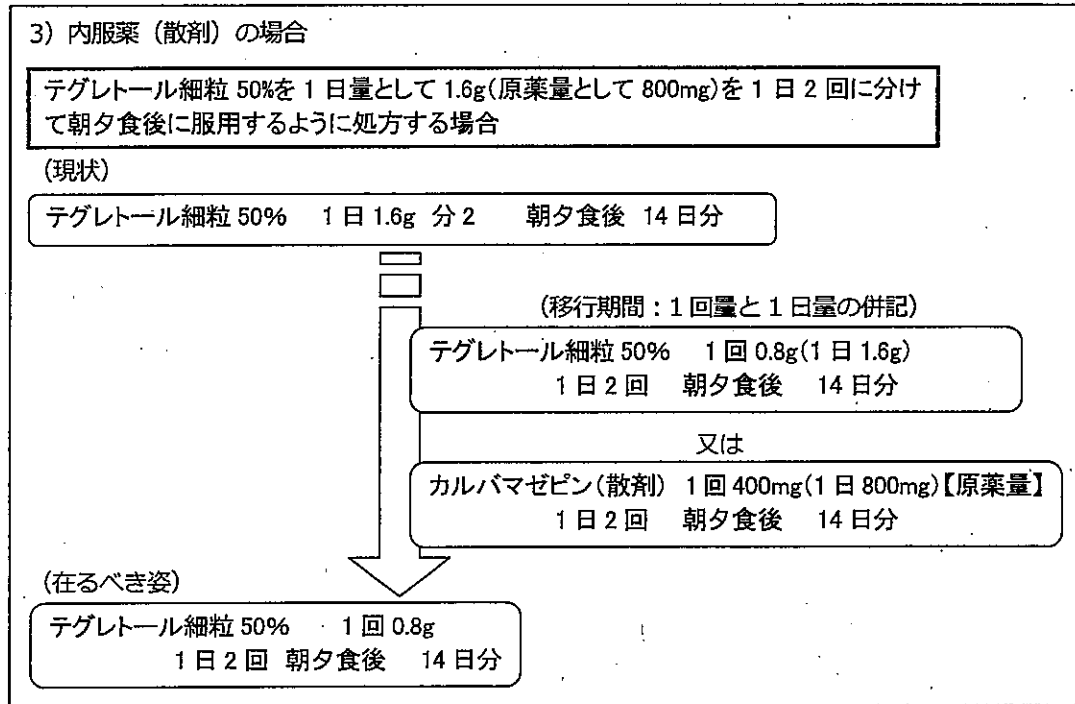 3) 内服薬（散剤）の場合
テグレトール細粒 50%を 1 日量として 1.6g(原薬量として 800mg)を 1 日 2 回に分け
て朝夕食後に服用するように処方する場合
(現状)
テグレトール細粒 50%　1 日 1.6g 分 2　朝夕食後 14 日分
(移行期間：1 回量と 1 日量の併記)
テグレトール細粒 50%　1 回 0.8g(1 日 1.6g)
1 日 2 回　朝夕食後　14 日分
又は
カルバマゼピン(散剤) 1 回 400mg(1 日 800mg)【原薬量】
1 日 2 回　朝夕食後　14 日分
(在るべき姿)
テグレトール細粒 50%　1 回 0.8g
1 日 2 回 朝夕食後　14 日分